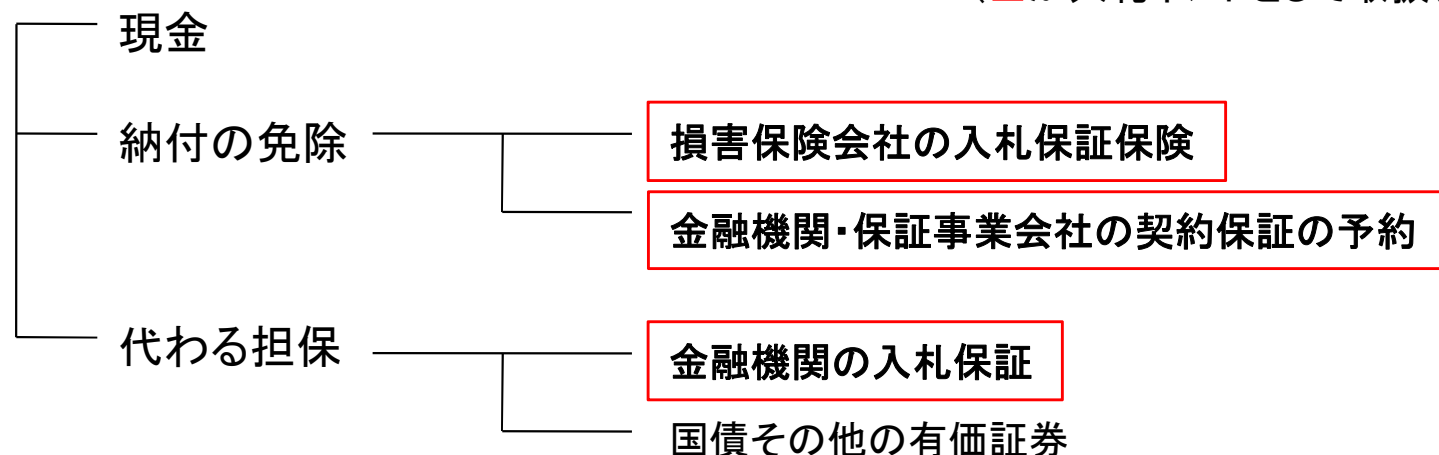 現金
納付の免除
損害保険会社の入札保証保険
金融機関・保証事業会社の契約保証の予約
代わる担保
金融機関の入札保証
国債その他の有価証券